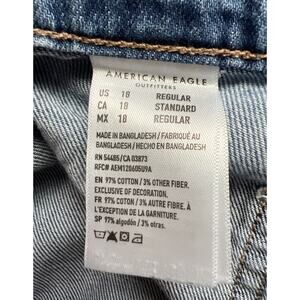 AMERICAN EAGLE
OUTFITTERS
US 18 REGULAR
CA 18 STANDARD
MX 18 REGULAR
MADE IN BANGLADESH / FABRIQUÉ AU
BANGLADESH / HECHO EN BANGLADESH
RN 54485/CA 03873
RFC# AEM1206050U9A
EN 97% COTTON / 3% OTHER FIBER.
EXCLUSIVE OF DECORATION.
FR 97% COTON / 3% AUTRE FIBRE. À
L'EXCEPTION DE LA GARNITURE.
SP 97% algodón / 3% otras.